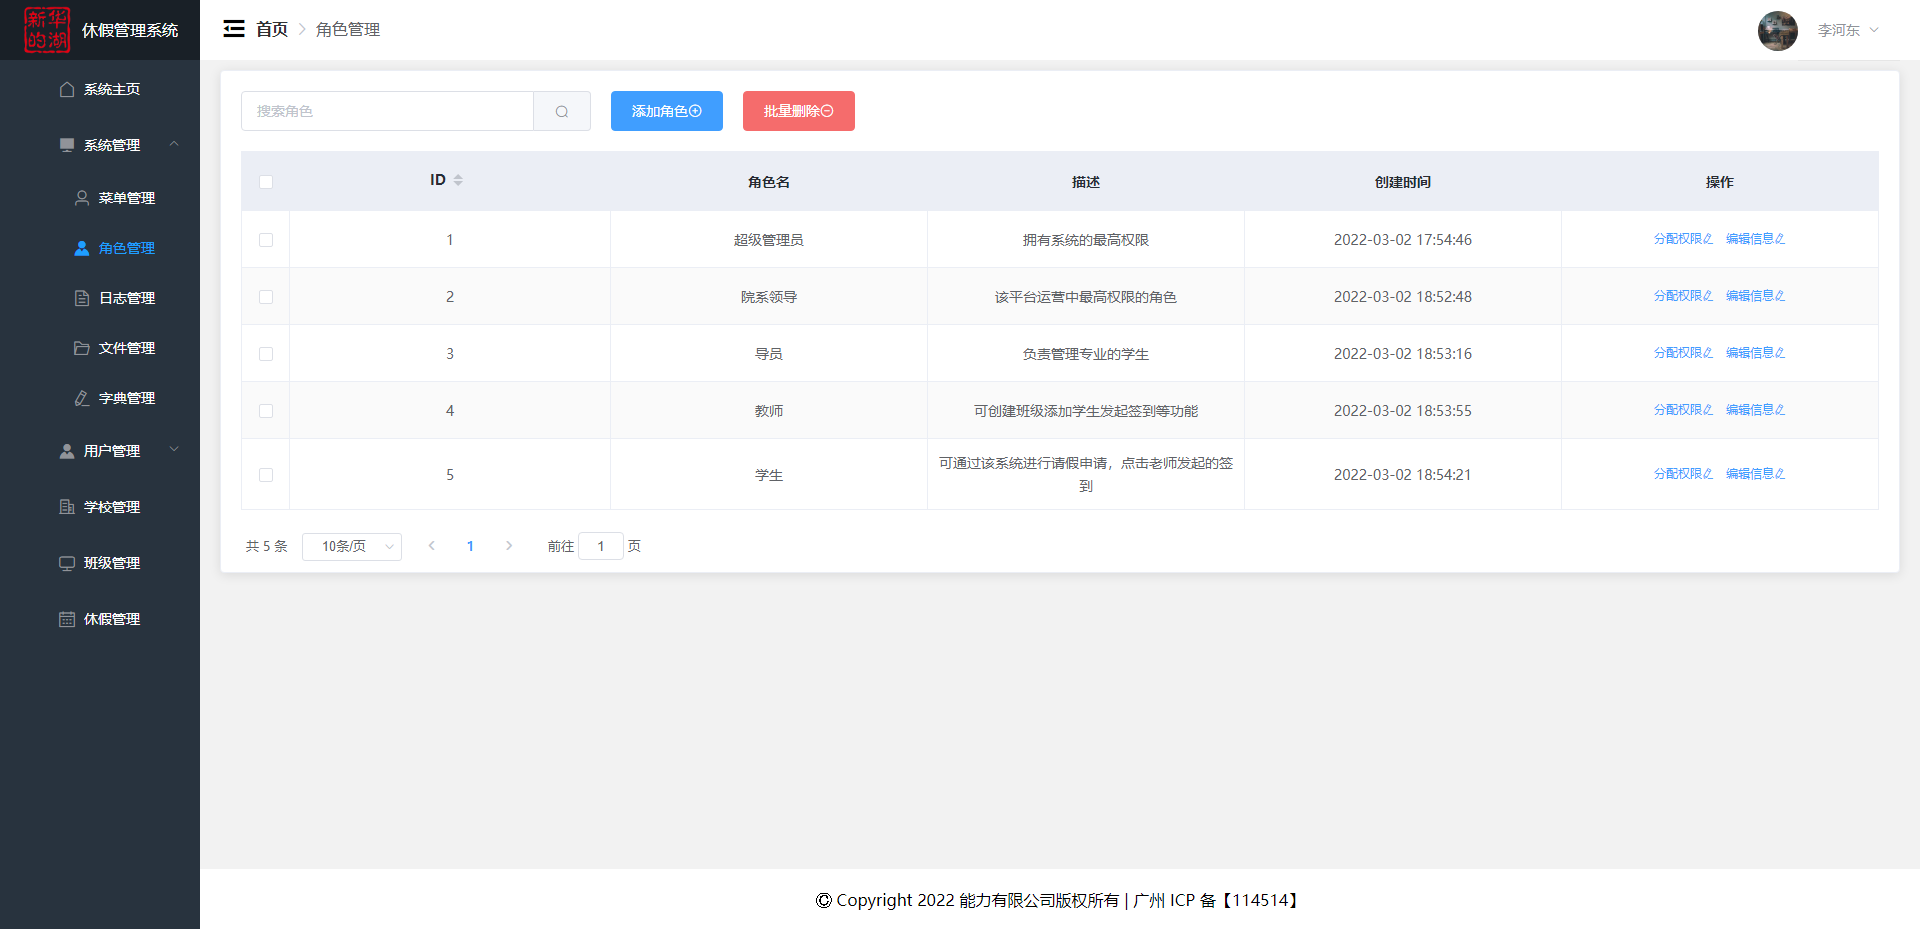 新华的湖
休假管理系统
首页
角色管理
李河东
系统主页
系统管理
菜单管理
角色管理
日志管理
文件管理
字典管理
用户管理
学校管理
班级管理
休假管理
搜索角色
添加角色
批量删除
ID 角色名 描述 创建时间 操作
1 超级管理员 拥有系统的最高权限 2022-03-02 17:54:46 分配权限 编辑信息
2 院系领导 该平台运营中最高权限的角色 2022-03-02 18:52:48 分配权限 编辑信息
3 导员 负责管理专业的学生 2022-03-02 18:53:16 分配权限 编辑信息
4 教师 可创建班级添加学生发起签到等功能 2022-03-02 18:53:55 分配权限 编辑信息
5 学生 可通过该系统进行请假申请，点击老师发起的签
到 2022-03-02 18:54:21 分配权限 编辑信息
共 5 条 10条/页 1 前往 1 页
© Copyright 2022 能力有限公司版权所有 | 广州 ICP 备【114514】